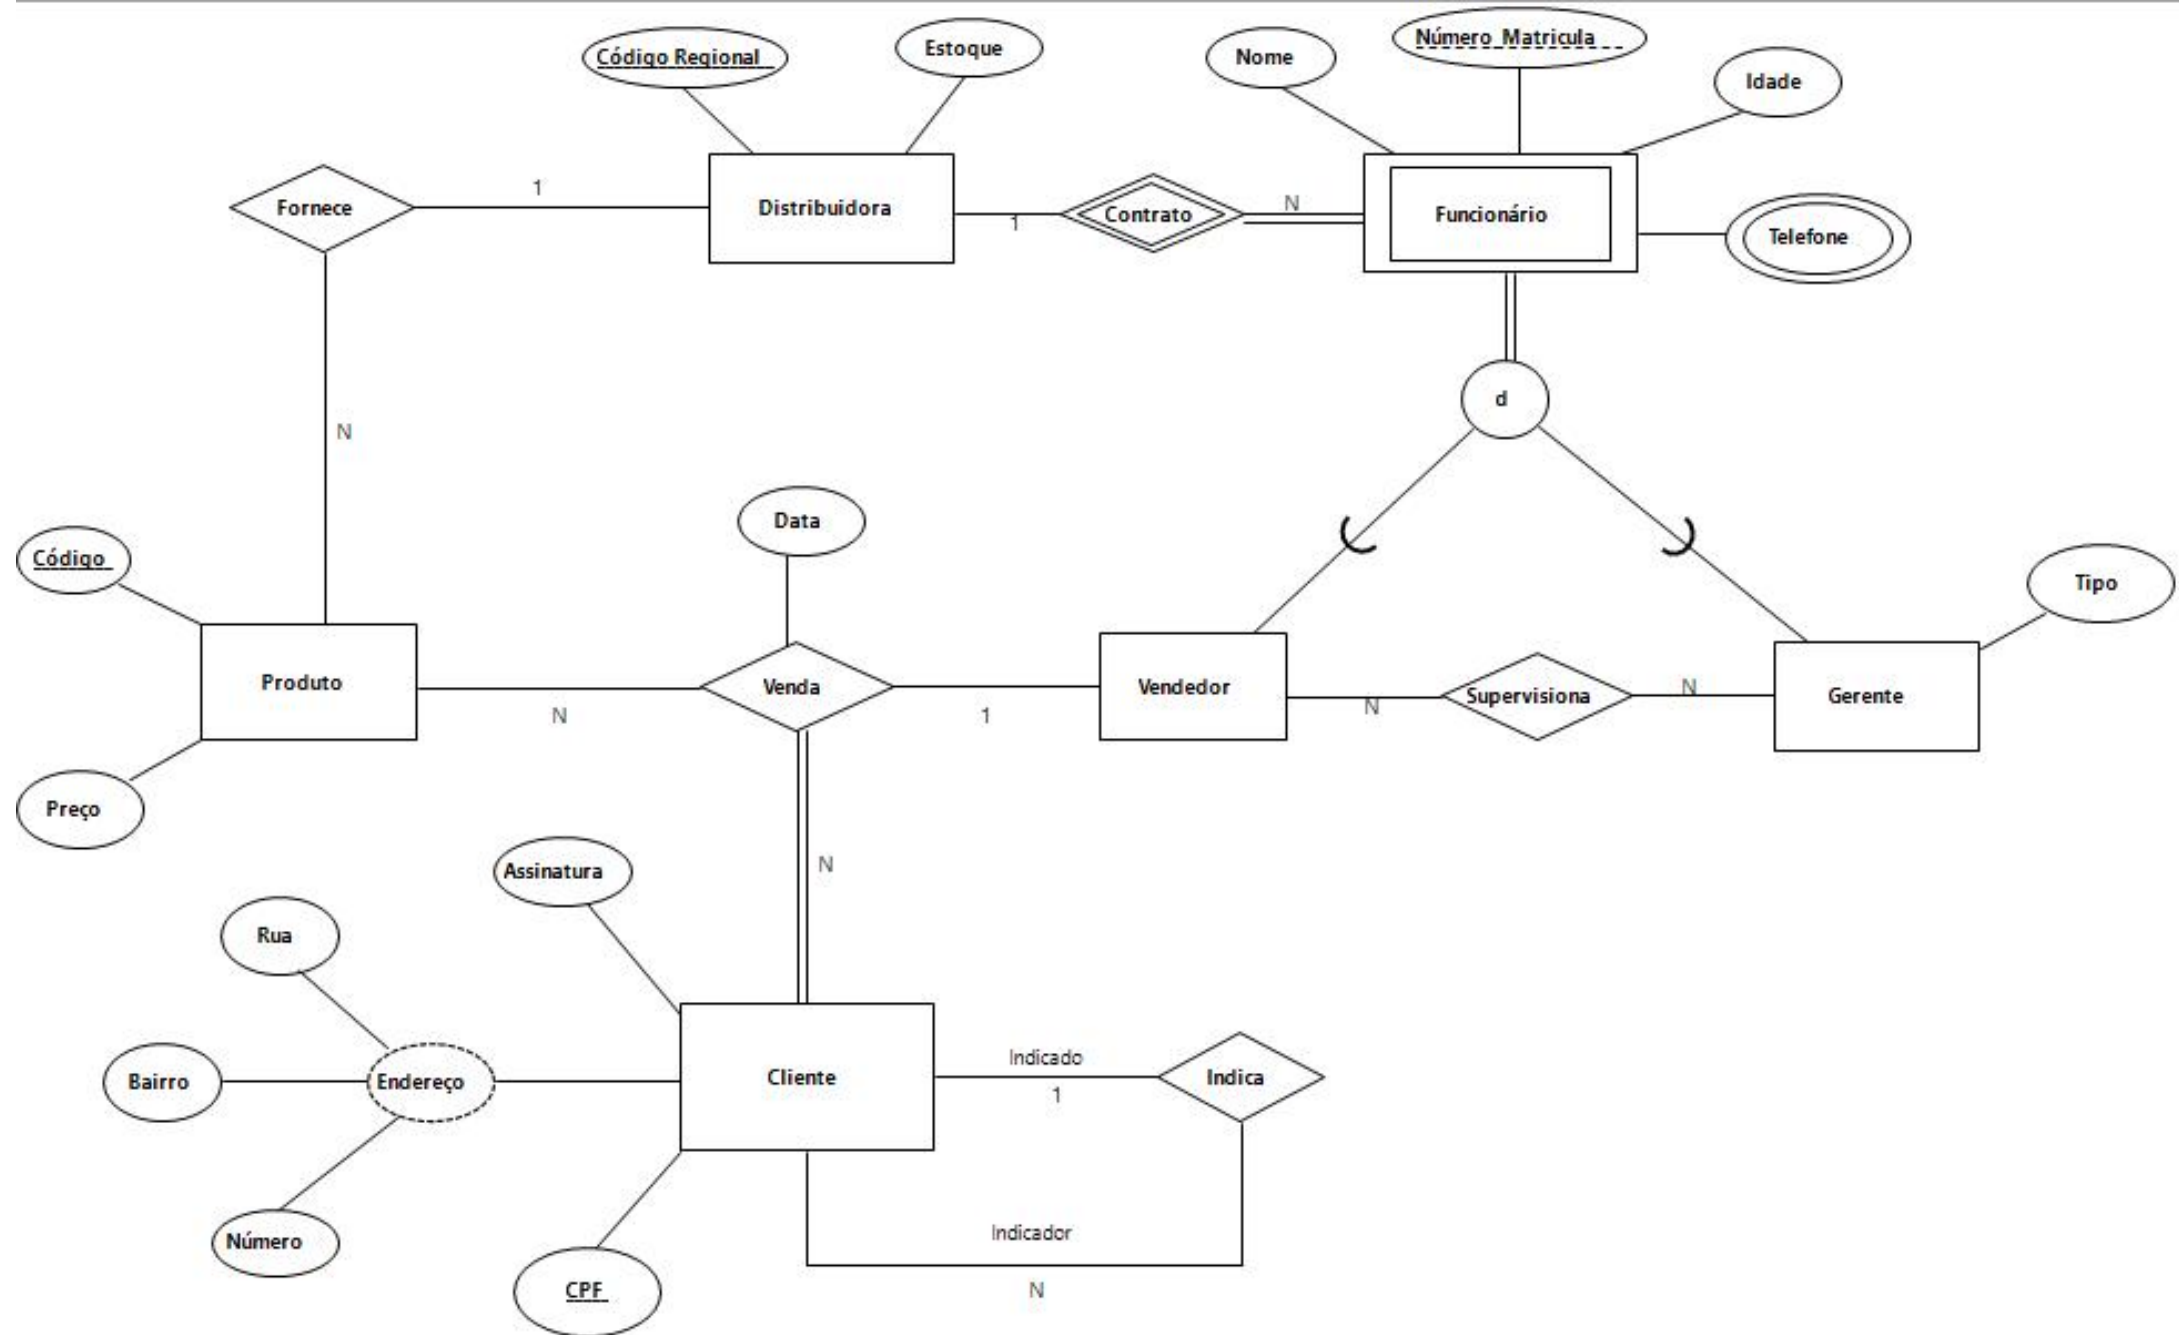 Código Regional
Estoque
Nome
Número_Matricula
Idade
Fornece
1
Distribuidora
1
Contrato
N
Funcionário
Telefone
d
N
Data
Código
Tipo
Produto
N
Venda
1
Vendedor
N
Supervisiona
N
Gerente
Preço
N
Assinatura
Rua
Bairro
Endereço
Cliente
Indicado
1
Indica
Número
Indicador
N
CPF